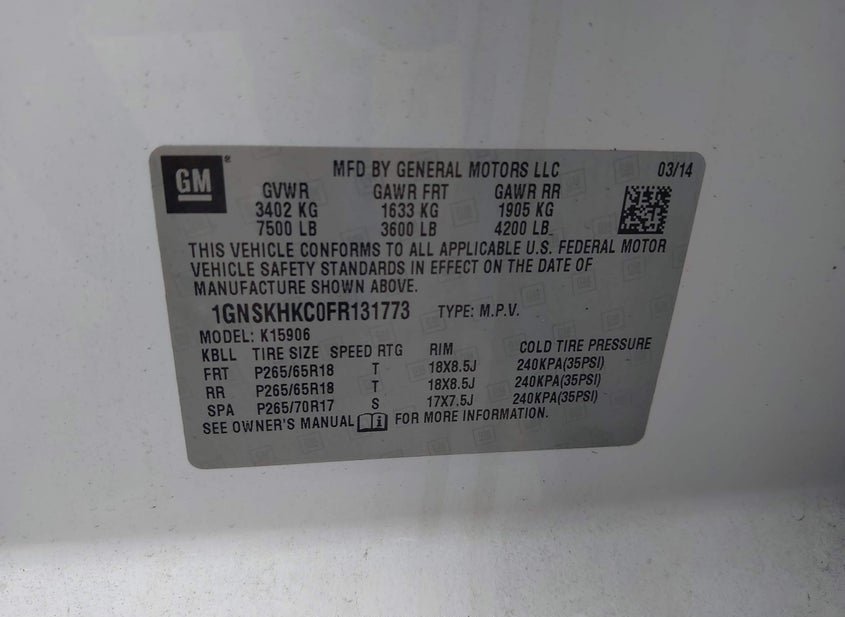 GM® MFD BY GENERAL MOTORS LLC 03/14
GVWR GAWR FRT GAWR RR
3402 KG 1633 KG 1905 KG
7500 LB 3600 LB 4200 LB
THIS VEHICLE CONFORMS TO ALL APPLICABLE U.S. FEDERAL MOTOR
VEHICLE SAFETY STANDARDS IN EFFECT ON THE DATE OF
MANUFACTURE SHOWN ABOVE.
1GNSKHKC0FR131773 TYPE: M.P.V.
MODEL: K15906
KBLL TIRE SIZE SPEED RTG RIM COLD TIRE PRESSURE
FRT P265/65R18 T 18X8.5J 240KPA(35PSI)
RR P265/65R18 T 18X8.5J 240KPA(35PSI)
SPA P265/70R17 S 17X7.5J 240KPA(35PSI)
SEE OWNER'S MANUAL FOR MORE INFORMATION.